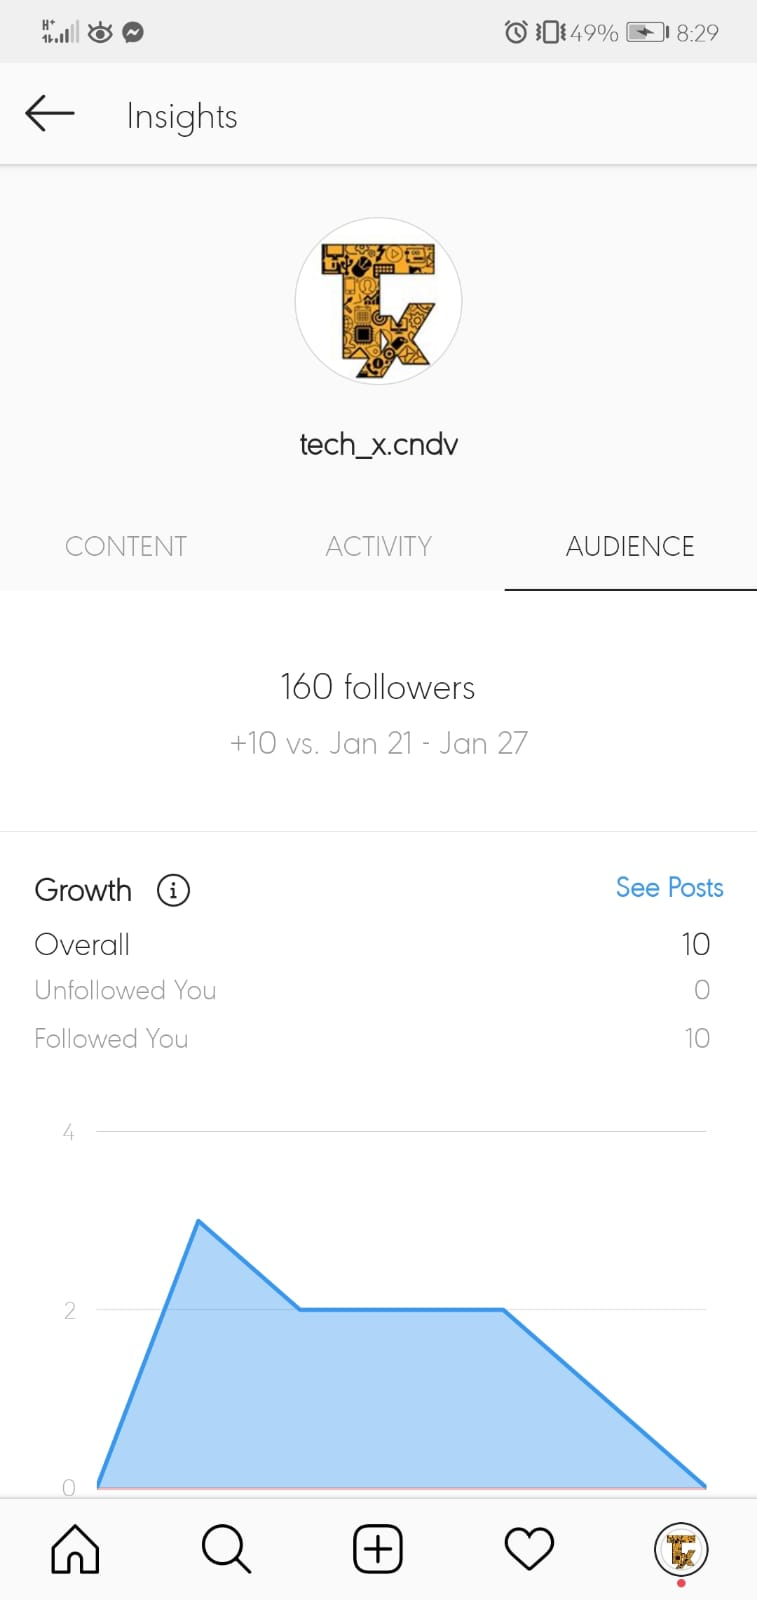 H+
49% 8:29
Insights
tech_x.cndv
CONTENT ACTIVITY AUDIENCE
160 followers
+10 vs. Jan 21 - Jan 27
Growth See Posts
Overall 10
Unfollowed You 0
Followed You 10
4
2
0